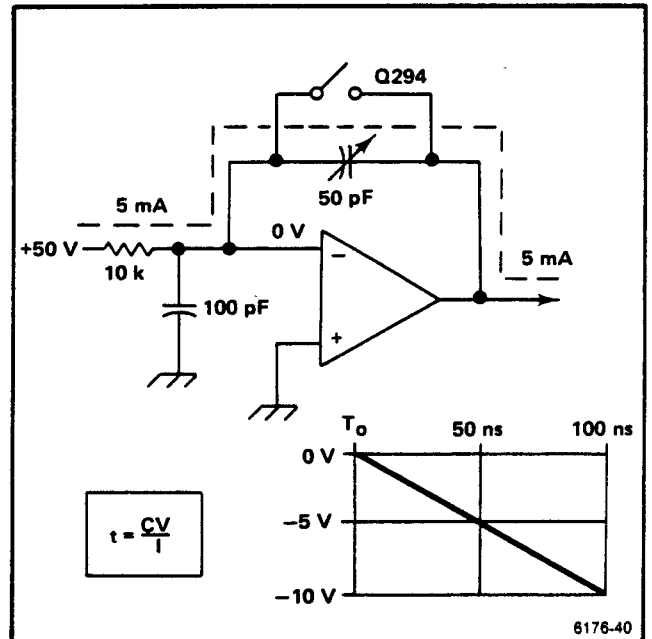 Q294
50 pF
5 mA
+50 V
10 k
0 V
−
+
100 pF
5 mA
T₀
50 ns
100 ns
0 V
−5 V
−10 V
t = CV/I
6176-40